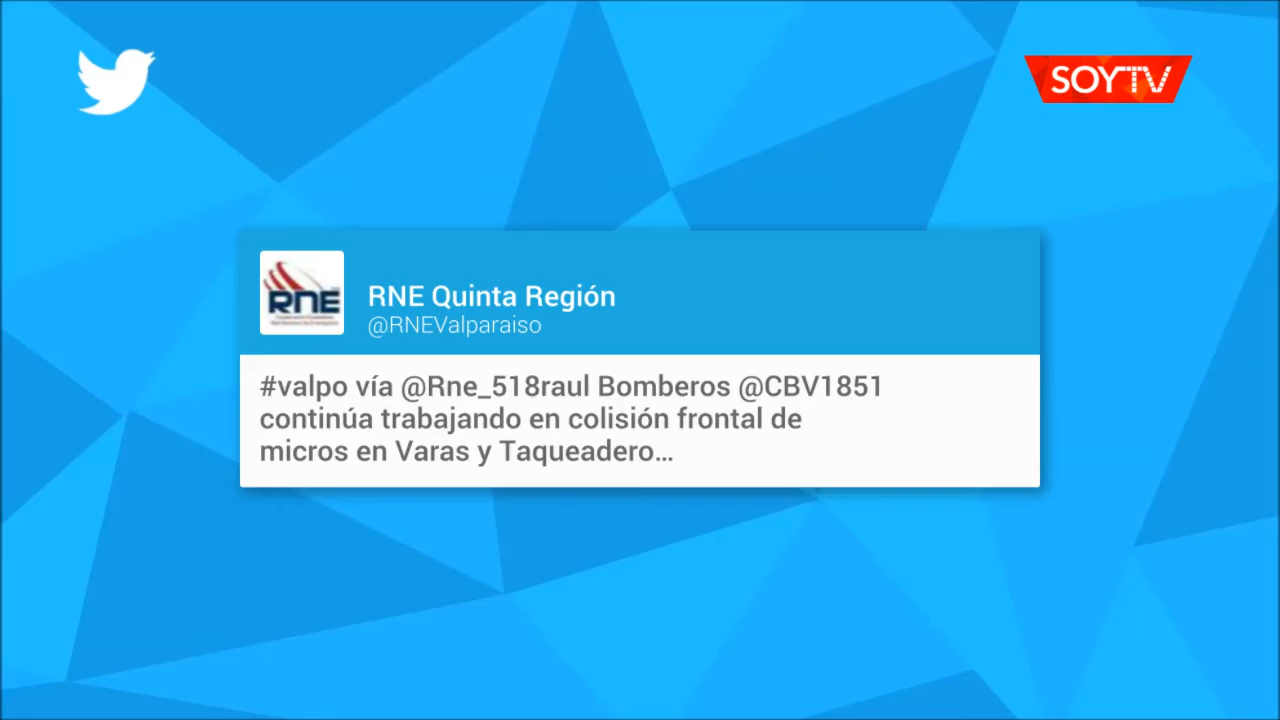 SOYTV
RNE
RNE Quinta Región
@RNEValparaiso
#valpo vía @Rne_518raul Bomberos @CBV1851
continúa trabajando en colisión frontal de
micros en Varas y Taqueadero...